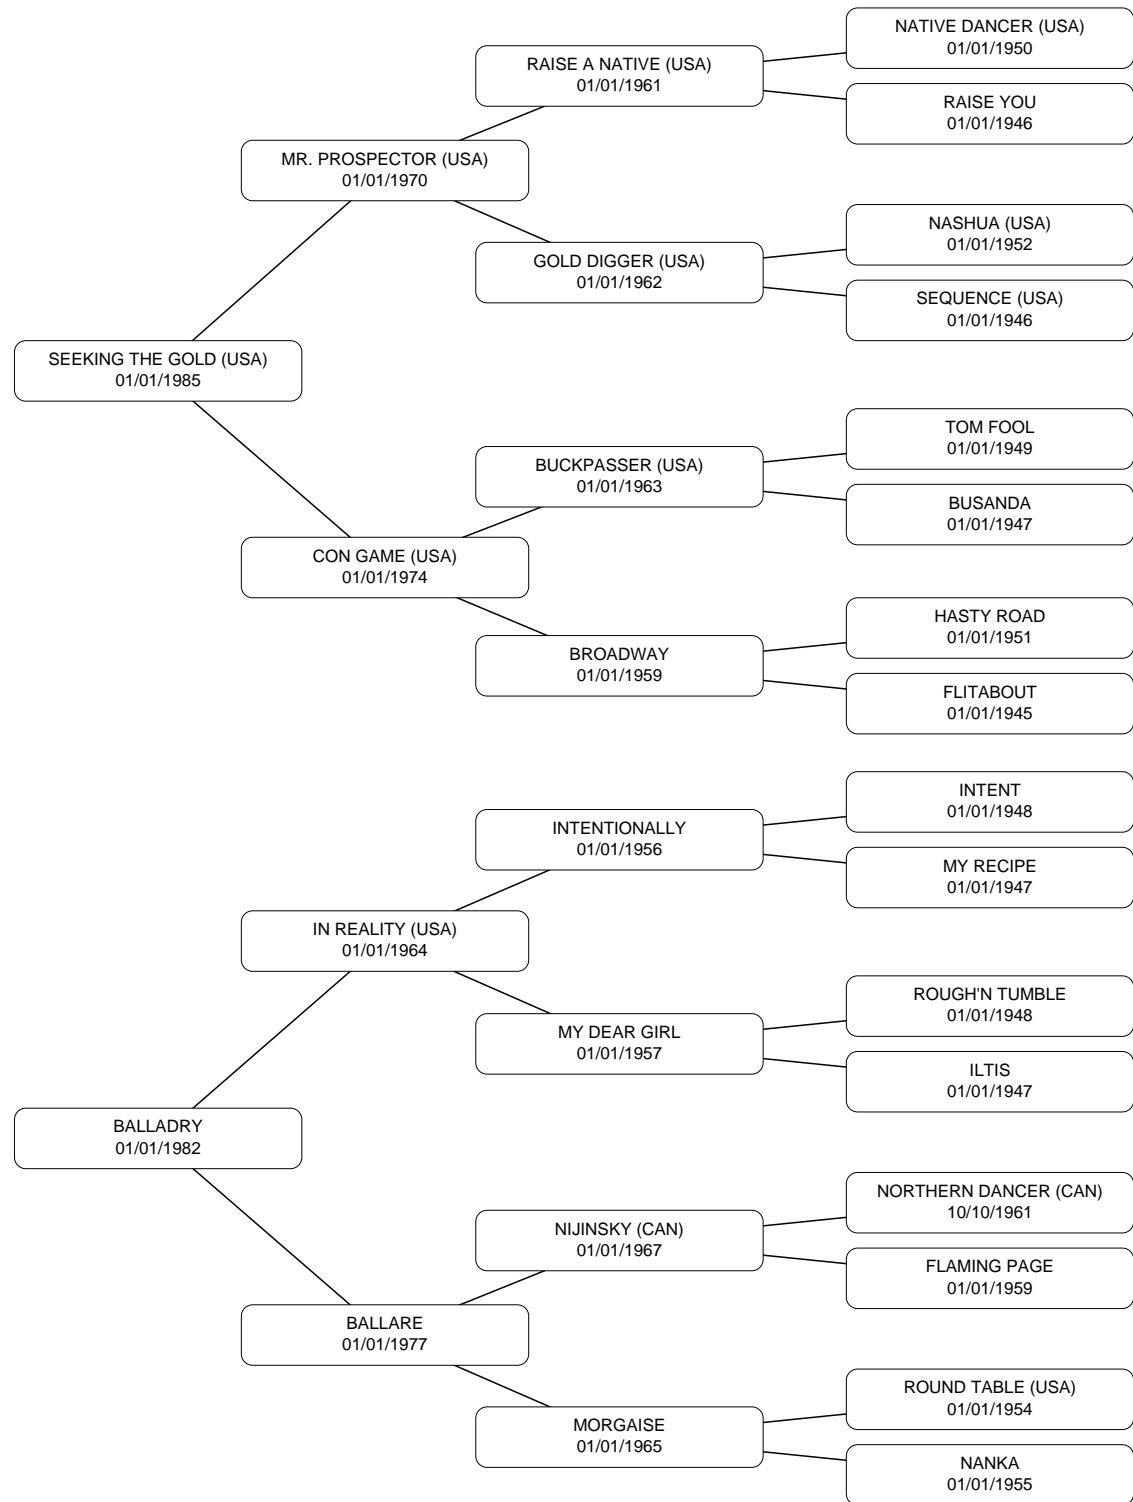 NATIVE DANCER (USA)
01/01/1950
RAISE A NATIVE (USA)
01/01/1961
RAISE YOU
01/01/1946
MR. PROSPECTOR (USA)
01/01/1970
NASHUA (USA)
01/01/1952
GOLD DIGGER (USA)
01/01/1962
SEQUENCE (USA)
01/01/1946
SEEKING THE GOLD (USA)
01/01/1985
TOM FOOL
01/01/1949
BUCKPASSER (USA)
01/01/1963
BUSANDA
01/01/1947
CON GAME (USA)
01/01/1974
HASTY ROAD
01/01/1951
BROADWAY
01/01/1959
FLITABOUT
01/01/1945
INTENT
01/01/1948
INTENTIONALLY
01/01/1956
MY RECIPE
01/01/1947
IN REALITY (USA)
01/01/1964
ROUGH'N TUMBLE
01/01/1948
MY DEAR GIRL
01/01/1957
ILTIS
01/01/1947
BALLADRY
01/01/1982
NORTHERN DANCER (CAN)
10/10/1961
NIJINSKY (CAN)
01/01/1967
FLAMING PAGE
01/01/1959
BALLARE
01/01/1977
ROUND TABLE (USA)
01/01/1954
MORGAISE
01/01/1965
NANKA
01/01/1955